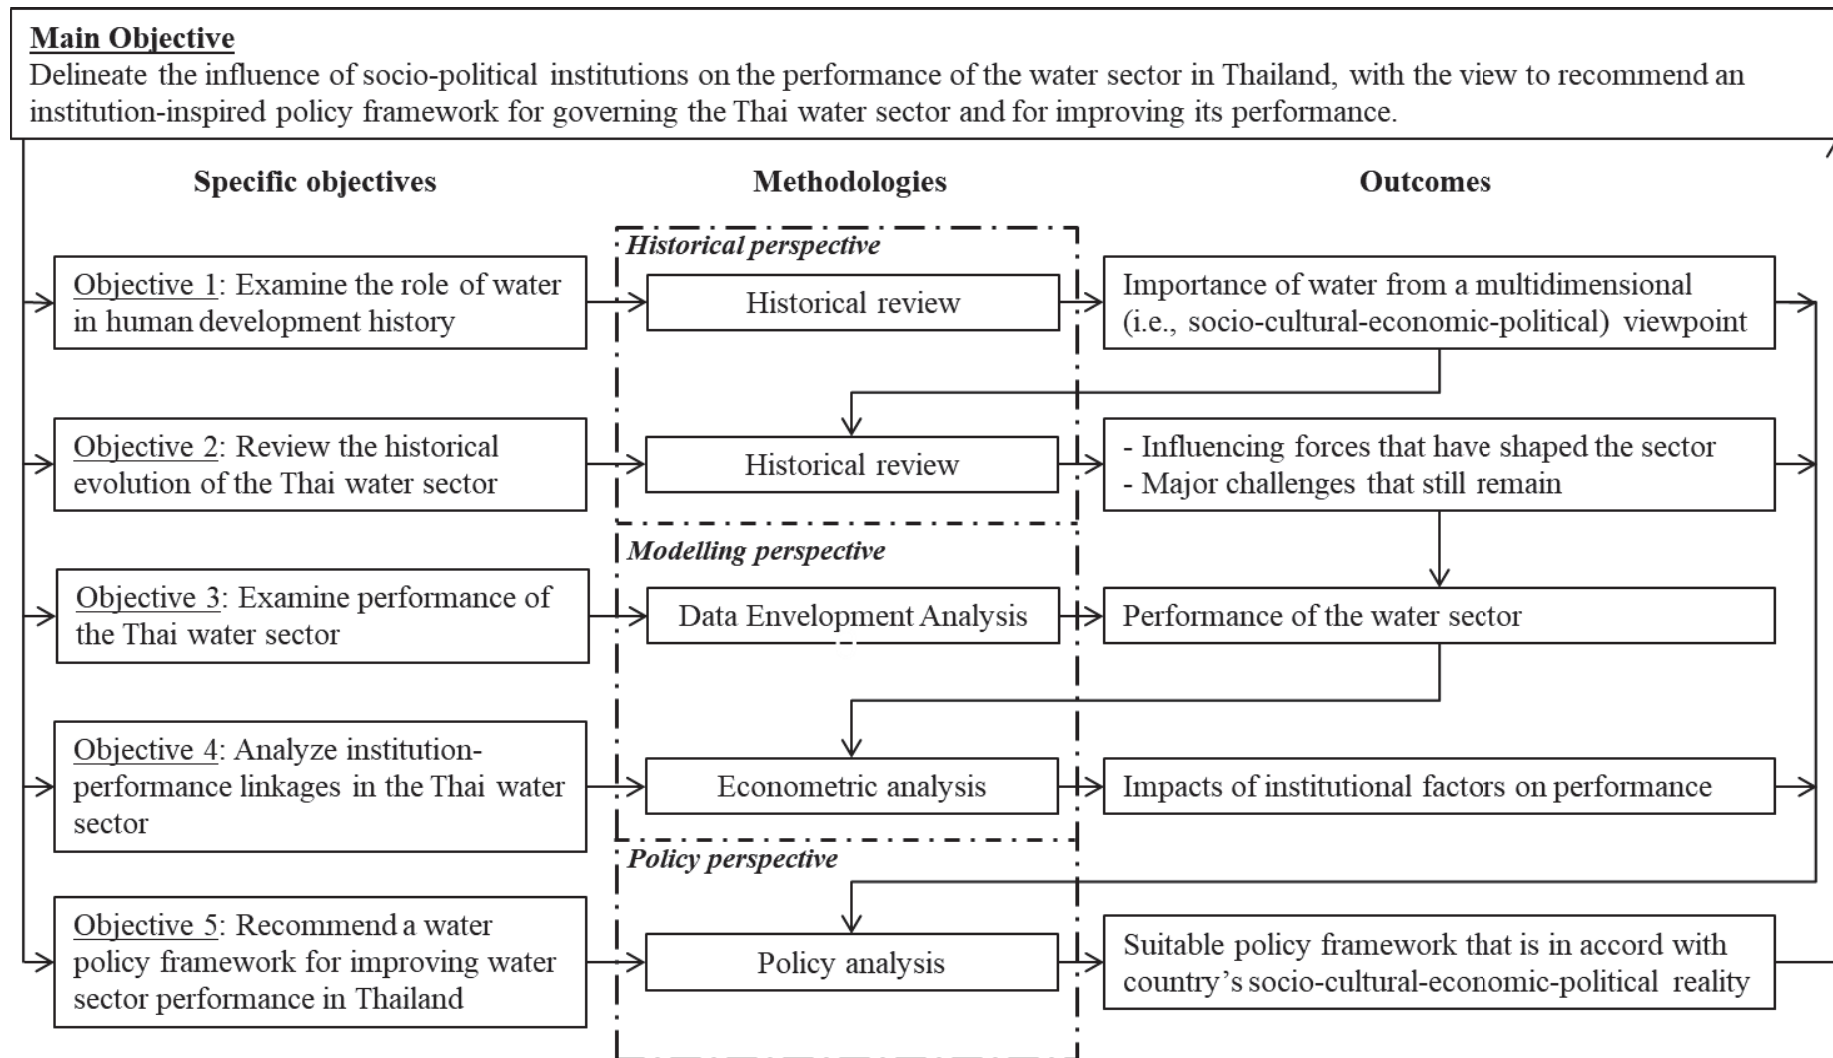 Main Objective
Delineate the influence of socio-political institutions on the performance of the water sector in Thailand, with the view to recommend an
institution-inspired policy framework for governing the Thai water sector and for improving its performance.
Specific objectives
Methodologies
Outcomes
Historical perspective
Objective 1: Examine the role of water
in human development history
Historical review
Importance of water from a multidimensional
(i.e., socio-cultural-economic-political) viewpoint
Objective 2: Review the historical
evolution of the Thai water sector
Historical review
- Influencing forces that have shaped the sector
- Major challenges that still remain
Modelling perspective
Objective 3: Examine performance of
the Thai water sector
Data Envelopment Analysis
Performance of the water sector
Objective 4: Analyze institution-
performance linkages in the Thai water
sector
Econometric analysis
Impacts of institutional factors on performance
Policy perspective
Objective 5: Recommend a water
policy framework for improving water
sector performance in Thailand
Policy analysis
Suitable policy framework that is in accord with
country's socio-cultural-economic-political reality